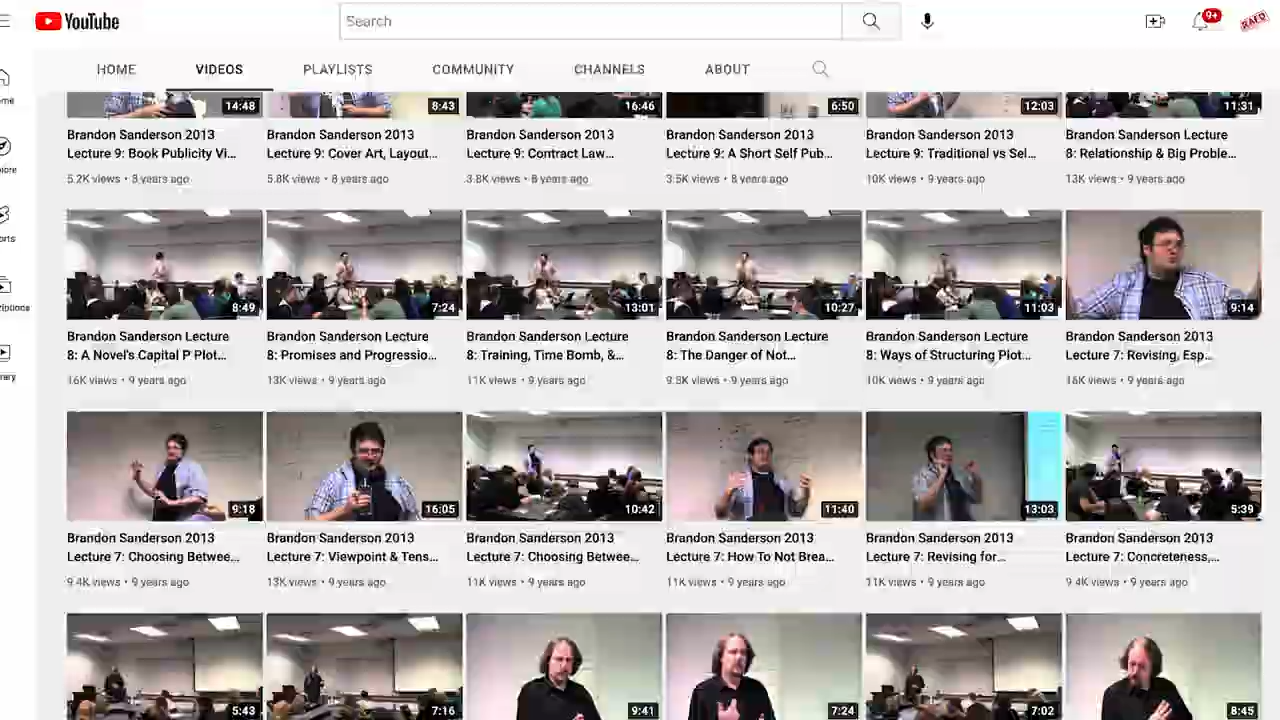 YouTube
Search
9+
RAED
HOME VIDEOS PLAYLISTS COMMUNITY CHANNELS ABOUT
14:48 8:43 16:46 6:50 12:03 11:31
Brandon Sanderson 2013
Lecture 9: Book Publicity Vi...
5.2K views • 8 years ago
Brandon Sanderson 2013
Lecture 9: Cover Art, Layout...
5.8K views • 8 years ago
Brandon Sanderson 2013
Lecture 9: Contract Law...
3.8K views • 8 years ago
Brandon Sanderson 2013
Lecture 9: A Short Self Pub...
3.5K views • 8 years ago
Brandon Sanderson 2013
Lecture 9: Traditional vs Sel...
10K views • 9 years ago
Brandon Sanderson Lecture
8: Relationship & Big Proble...
13K views • 9 years ago
8:49 7:24 13:01 10:27 11:03 9:14
Brandon Sanderson Lecture
8: A Novel's Capital P Plot...
16K views • 9 years ago
Brandon Sanderson Lecture
8: Promises and Progressio...
13K views • 9 years ago
Brandon Sanderson Lecture
8: Training, Time Bomb, &...
11K views • 9 years ago
Brandon Sanderson Lecture
8: The Danger of Not...
9.8K views • 9 years ago
Brandon Sanderson Lecture
8: Ways of Structuring Plot...
10K views • 9 years ago
Brandon Sanderson 2013
Lecture 7: Revising, Esp...
16K views • 9 years ago
9:18 16:05 10:42 11:40 13:03 5:39
Brandon Sanderson 2013
Lecture 7: Choosing Betwee...
9.4K views • 9 years ago
Brandon Sanderson 2013
Lecture 7: Viewpoint & Tens...
13K views • 9 years ago
Brandon Sanderson 2013
Lecture 7: Choosing Betwee...
11K views • 9 years ago
Brandon Sanderson 2013
Lecture 7: How To Not Brea...
11K views • 9 years ago
Brandon Sanderson 2013
Lecture 7: Revising for...
11K views • 9 years ago
Brandon Sanderson 2013
Lecture 7: Concreteness,...
9.4K views • 9 years ago
5:43 7:16 9:41 7:24 7:02 8:45